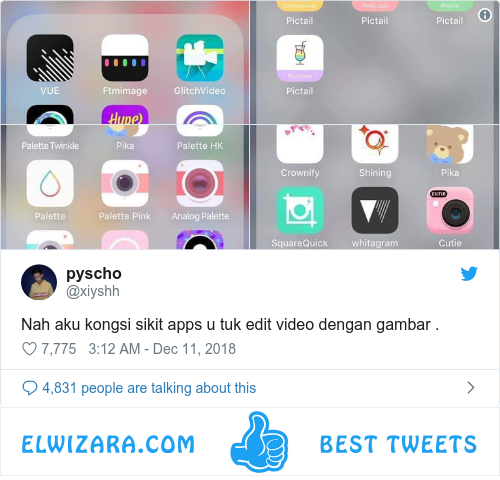 VUE
Ftmimage
GlitchVideo
Hype
Palette Twinkle
Pika
Palette HK
Palette
Palette Pink
Analog Palette
Pictail
Pictail
Pictail
Pictail
Crownify
Shining
Pika
CUTIE
SquareQuick
whitagram
Cutie
pyscho
@xiyshh
Nah aku kongsi sikit apps u tuk edit video dengan gambar .
7,775 3:12 AM - Dec 11, 2018
4,831 people are talking about this
ELWIZARA.COM BEST TWEETS